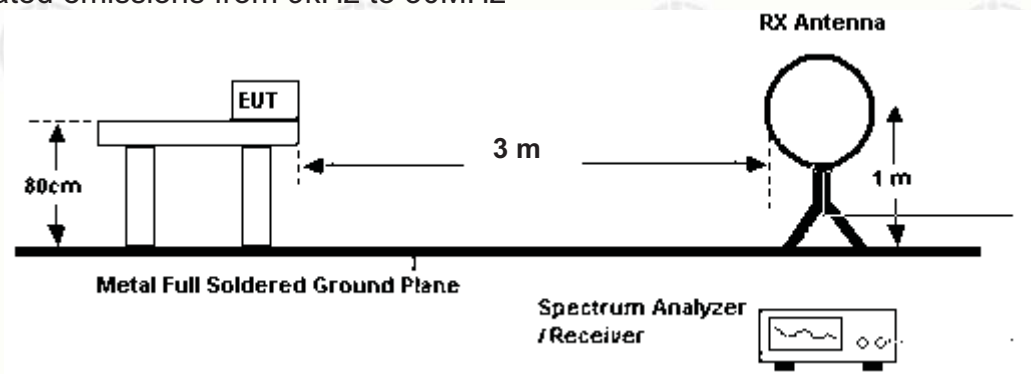 RX Antenna
EUT
3 m
80cm
1 m
Metal Full Soldered Ground Plane
Spectrum Analyzer
/Receiver